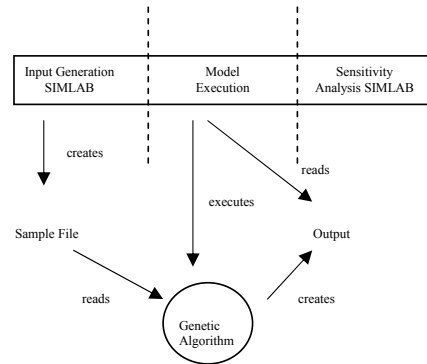 Input Generation
SIMLAB
Model
Execution
Sensitivity
Analysis SIMLAB
creates
reads
executes
Sample File
Output
reads
creates
Genetic
Algorithm